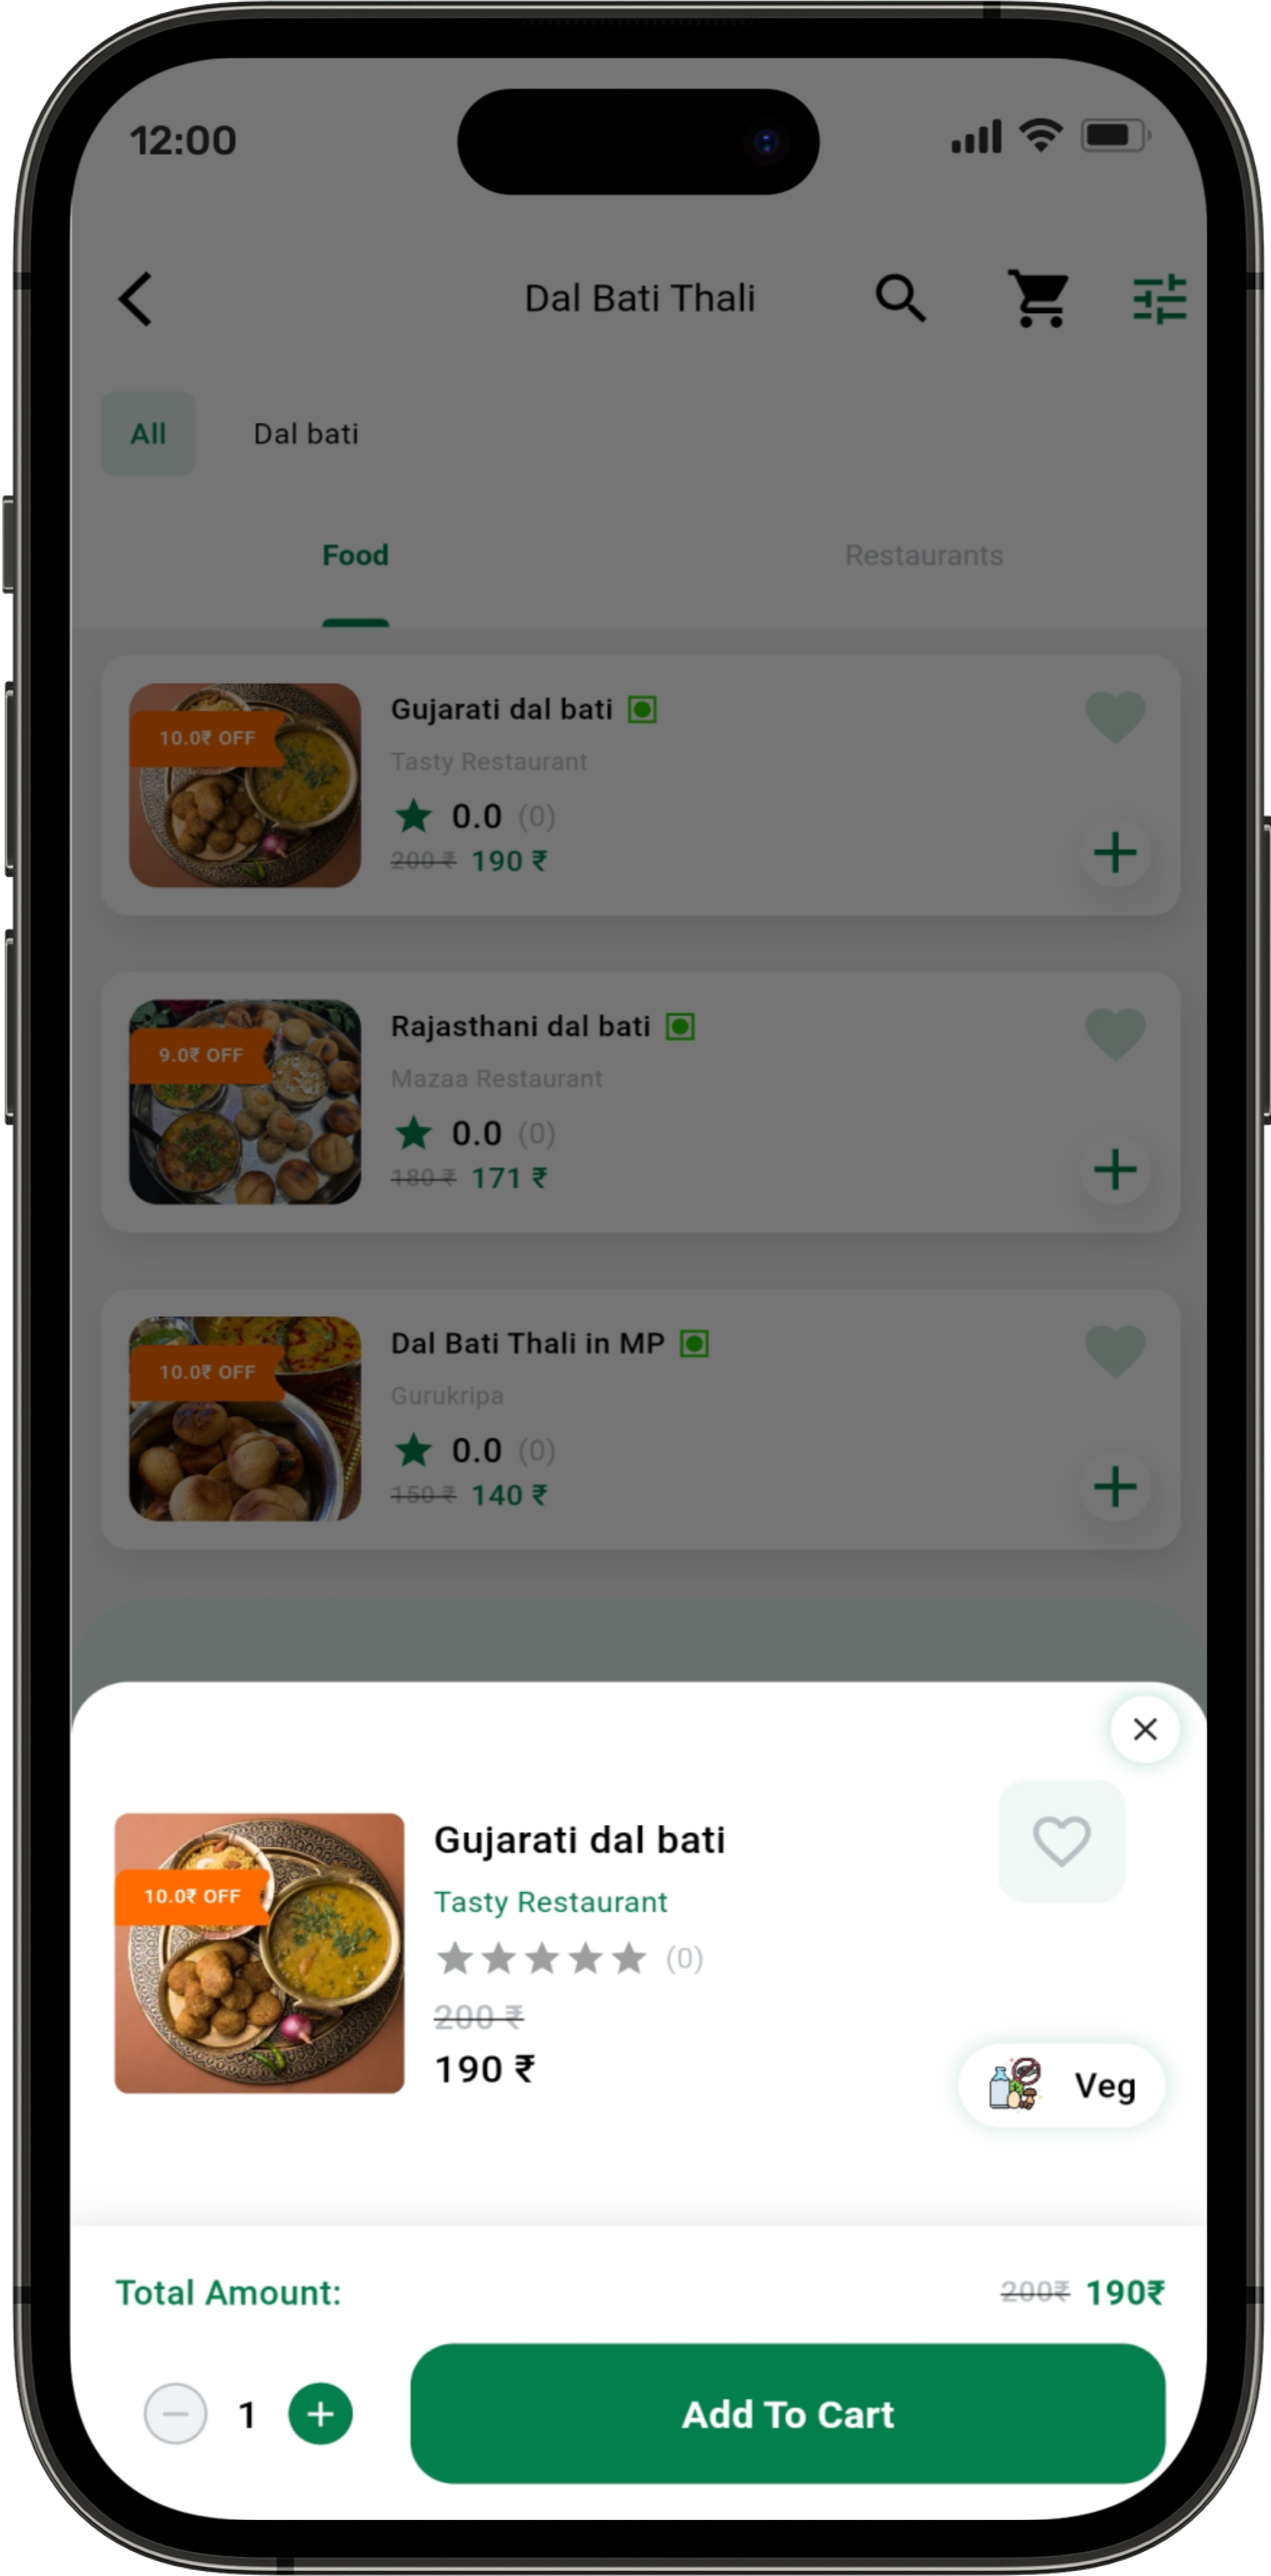 12:00
Dal Bati Thali
All Dal bati
Food Restaurants
10.0₹ OFF
Gujarati dal bati
Tasty Restaurant
0.0 (0)
200 ₹ 190 ₹
9.0₹ OFF
Rajasthani dal bati
Mazaa Restaurant
0.0 (0)
180 ₹ 171 ₹
10.0₹ OFF
Dal Bati Thali in MP
Gurukripa
0.0 (0)
150 ₹ 140 ₹
10.0₹ OFF
Gujarati dal bati
Tasty Restaurant
(0)
200 ₹
190 ₹
Veg
Total Amount: 200₹ 190₹
1
Add To Cart